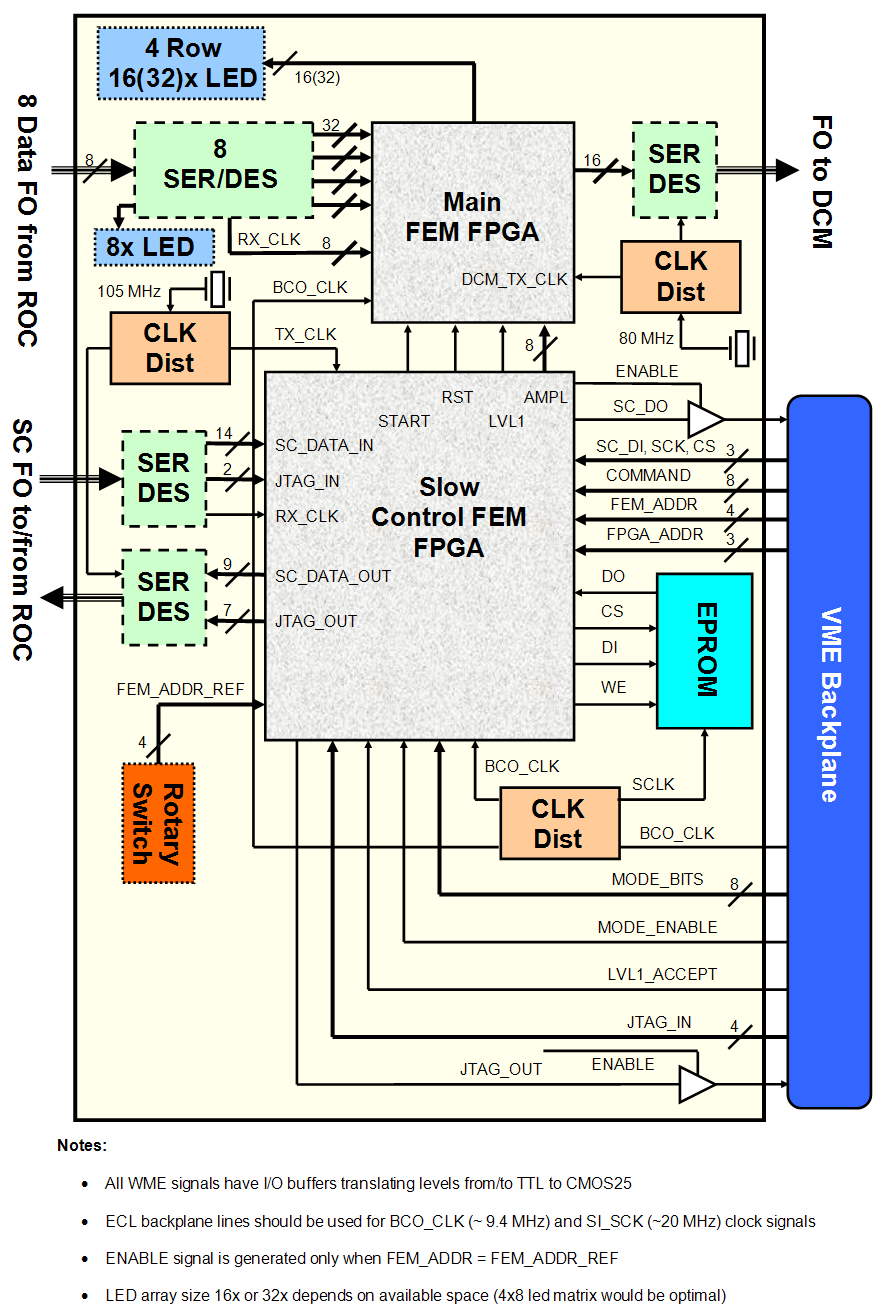 4 Row
16(32)x LED
16(32)
8 Data FO from ROC
8
8
SER/DES
32
8x LED
RX_CLK
8
Main
FEM FPGA
16
SER
DES
FO to DCM
DCM_TX_CLK
CLK
Dist
80 MHz
105 MHz
BCO_CLK
CLK
Dist
TX_CLK
8
START
RST
LVL1
AMPL
ENABLE
SC_DO
SC FO to/from ROC
SER
DES
14
SC_DATA_IN
2
JTAG_IN
RX_CLK
Slow
Control FEM
FPGA
SC_DI, SCK, CS
3
COMMAND
8
FEM_ADDR
4
FPGA_ADDR
3
SER
DES
9
SC_DATA_OUT
7
JTAG_OUT
DO
CS
DI
WE
EPROM
VME Backplane
FEM_ADDR_REF
4
Rotary
Switch
BCO_CLK
CLK
Dist
SCLK
BCO_CLK
MODE_BITS
8
MODE_ENABLE
LVL1_ACCEPT
JTAG_IN
4
JTAG_OUT
ENABLE
Notes:
• All WME signals have I/O buffers translating levels from/to TTL to CMOS25
• ECL backplane lines should be used for BCO_CLK (~ 9.4 MHz) and SI_SCK (~20 MHz) clock signals
• ENABLE signal is generated only when FEM_ADDR = FEM_ADDR_REF
• LED array size 16x or 32x depends on available space (4x8 led matrix would be optimal)